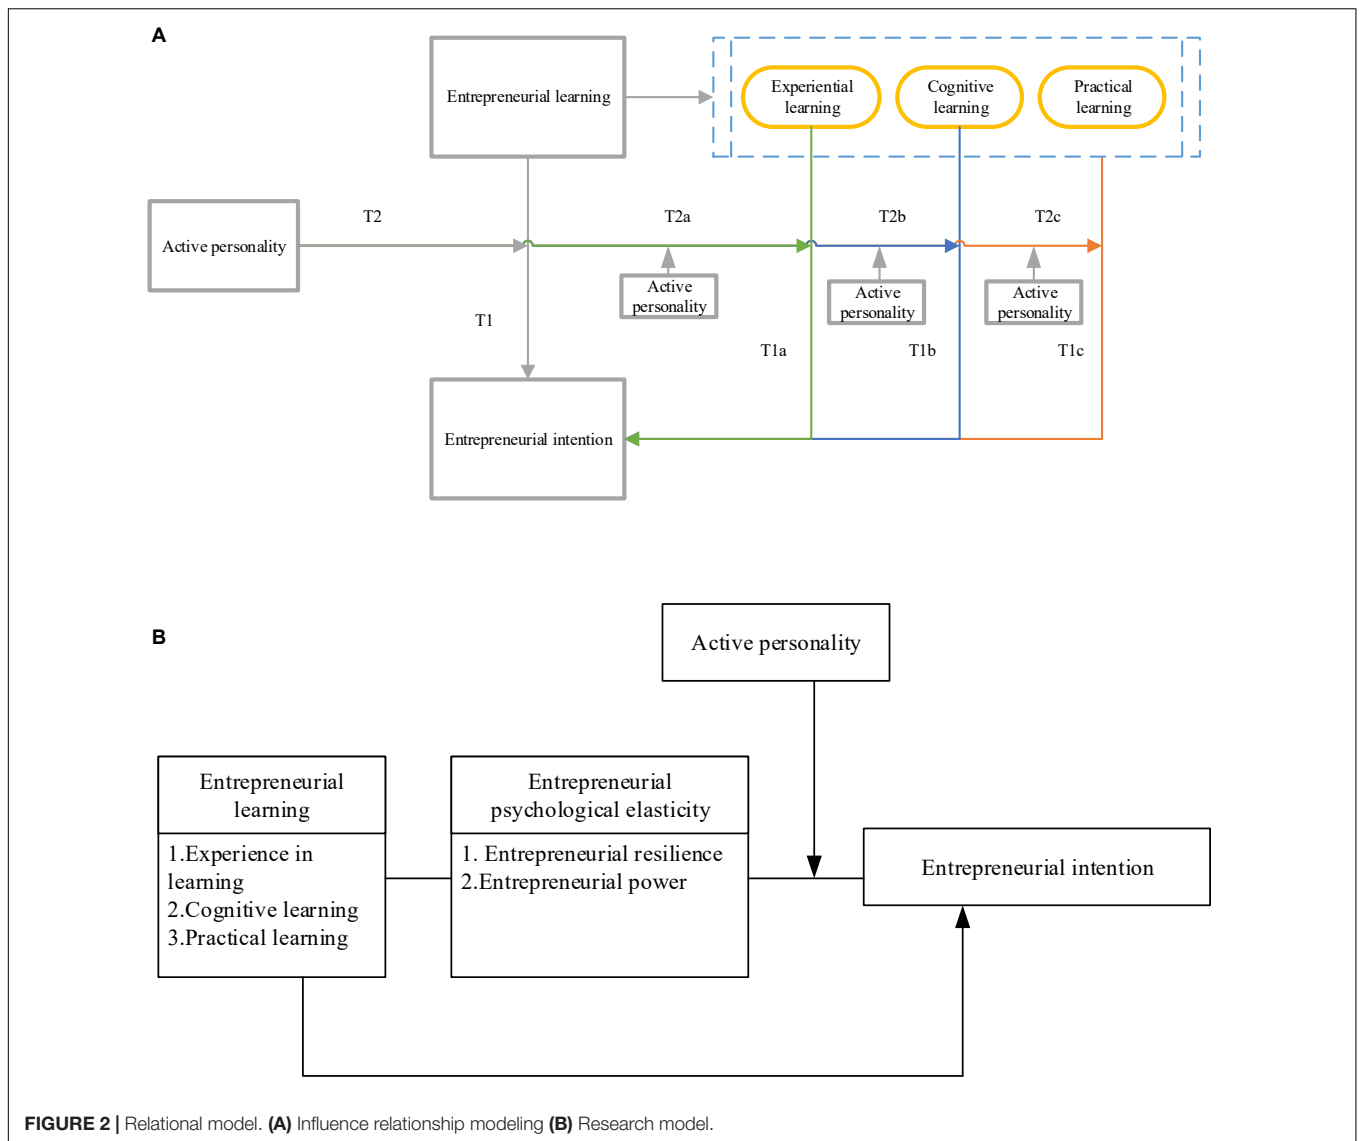 A
Entrepreneurial learning
Experiential
learning
Cognitive
learning
Practical
learning
T2
T2a
T2b
T2c
Active personality
Active
personality
Active
personality
Active
personality
T1
T1a
T1b
T1c
Entrepreneurial intention
B
Active personality
Entrepreneurial
learning
1.Experience in
learning
2.Cognitive learning
3.Practical learning
Entrepreneurial
psychological elasticity
1. Entrepreneurial resilience
2.Entrepreneurial power
Entrepreneurial intention
FIGURE 2 | Relational model. (A) Influence relationship modeling (B) Research model.